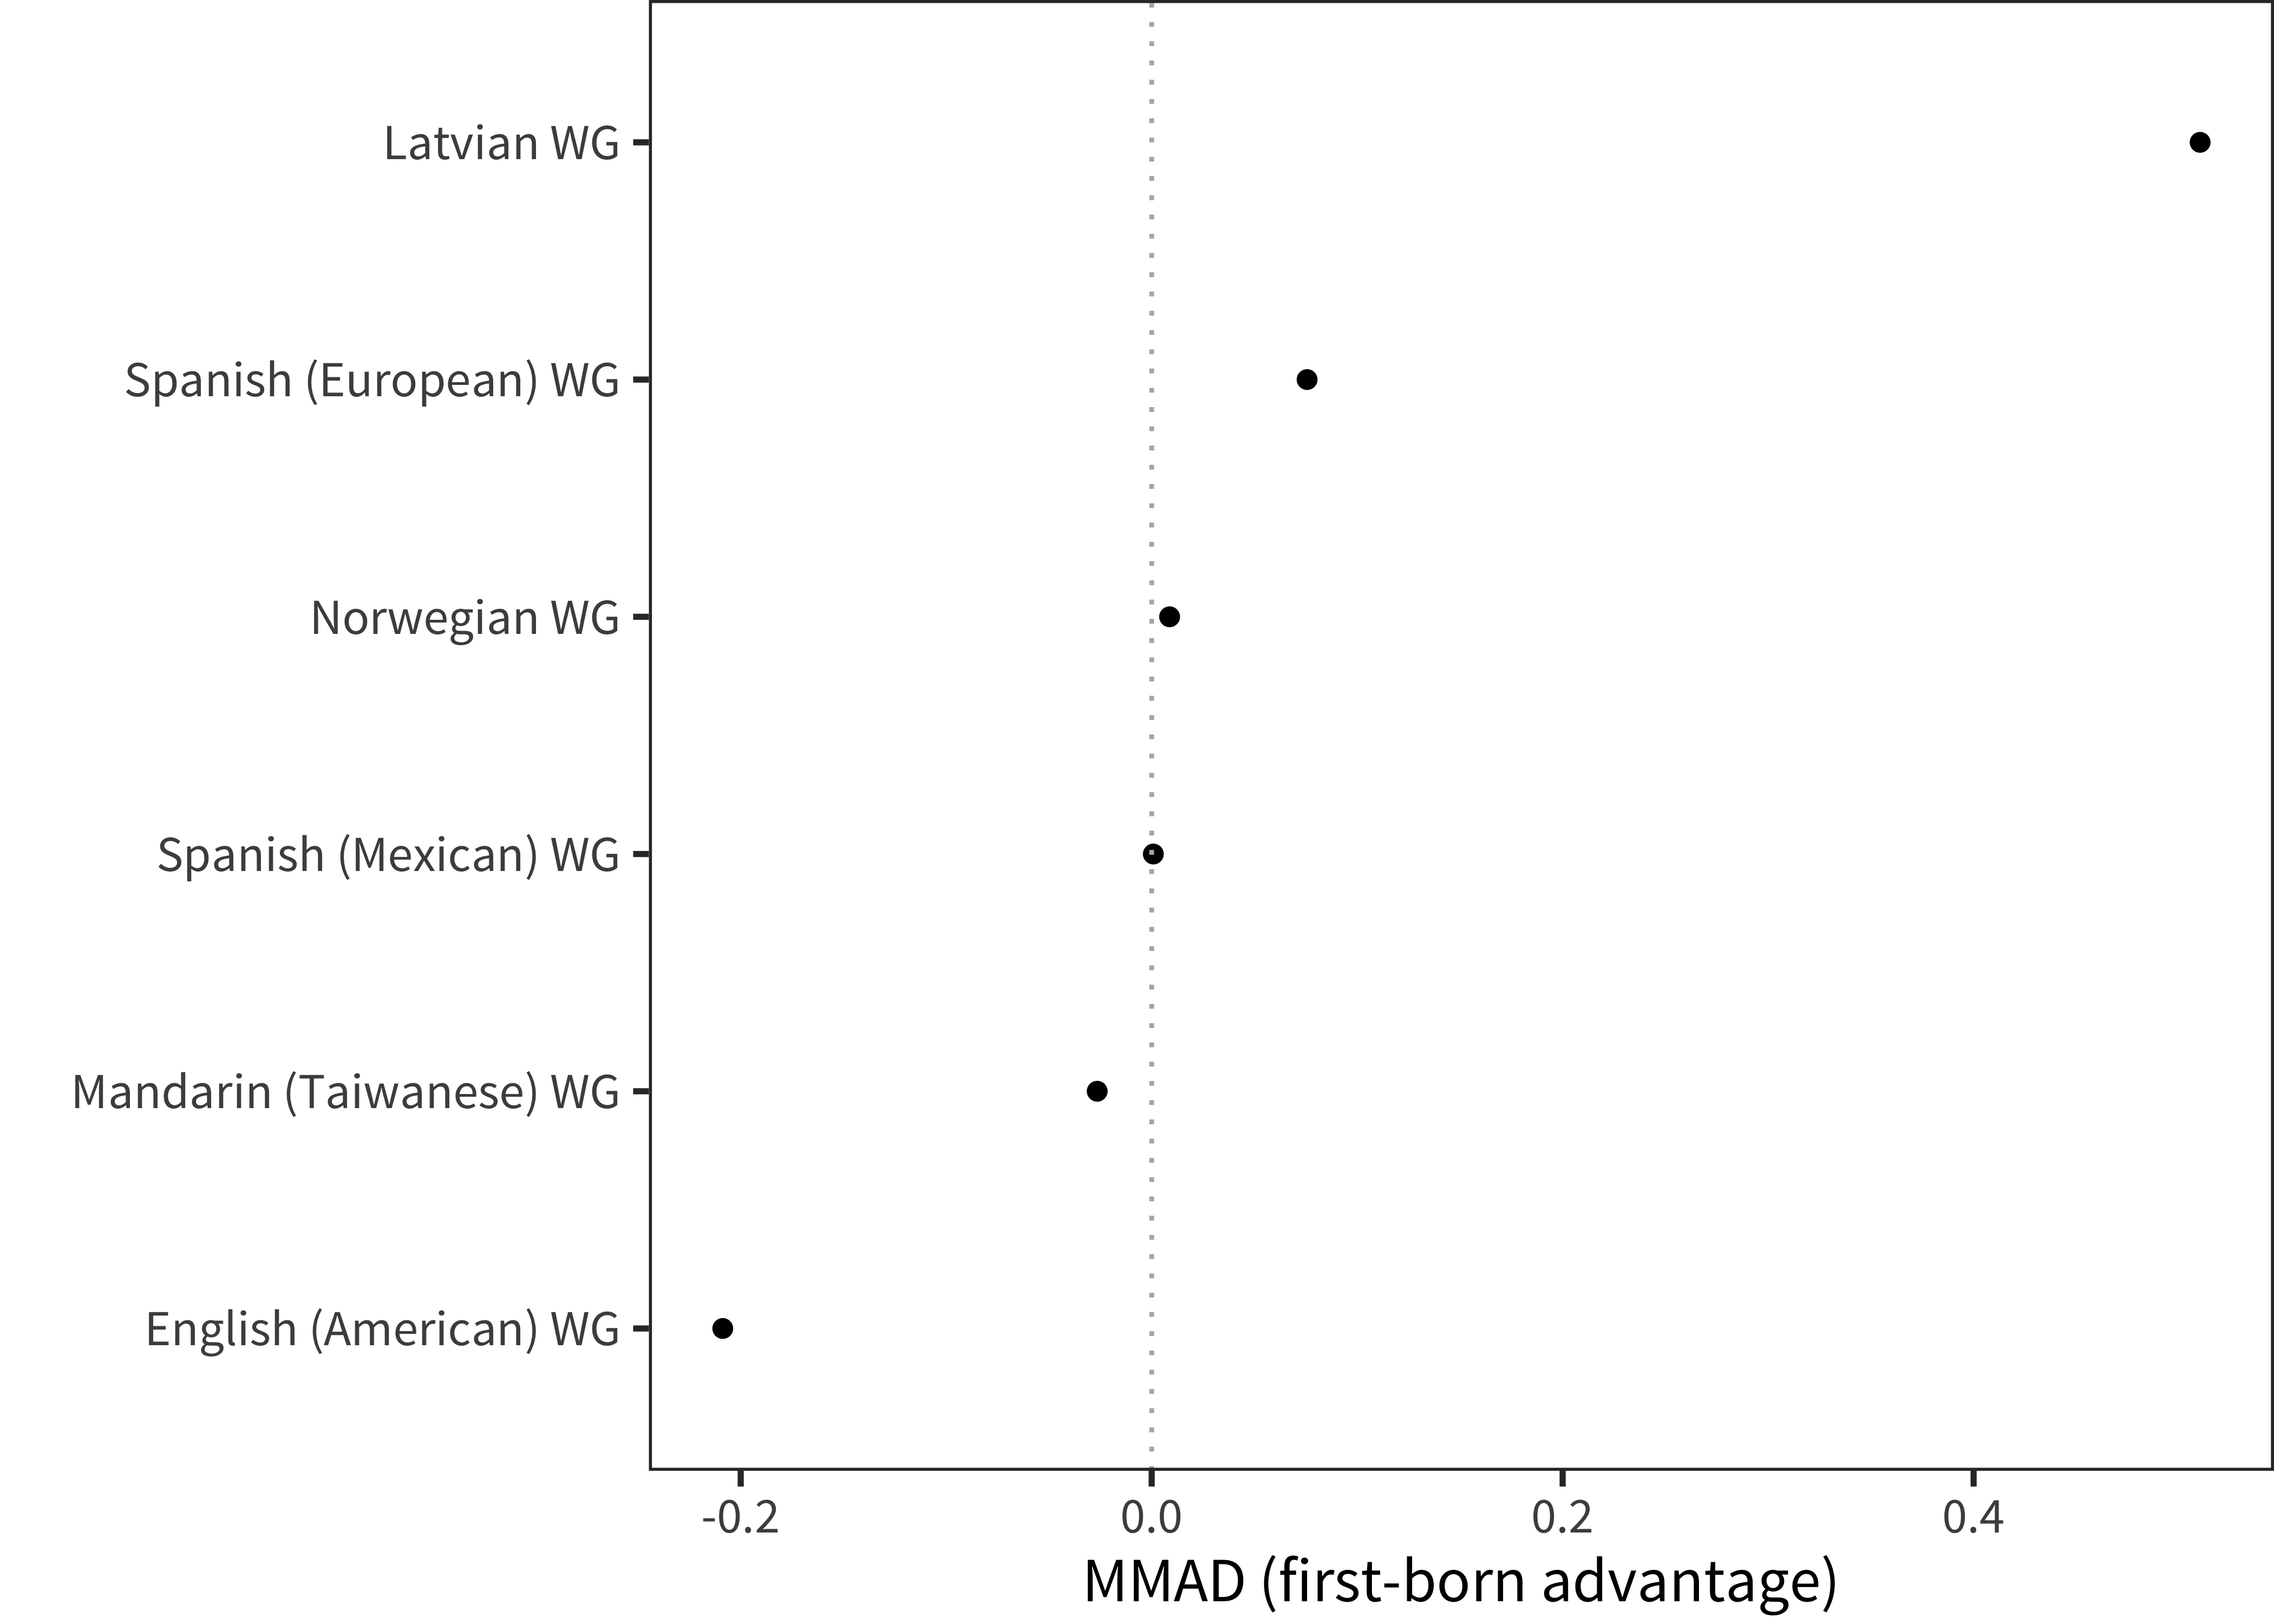 Latvian WG
Spanish (European) WG
Norwegian WG
Spanish (Mexican) WG
Mandarin (Taiwanese) WG
English (American) WG
-0.2 0.0 0.2 0.4
MMAD (first-born advantage)